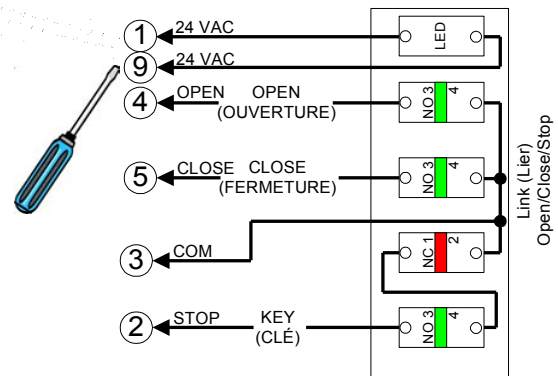 1 24 VAC
LED
9 24 VAC
4 OPEN OPEN
(OUVERTURE)
NO 3 4
5 CLOSE CLOSE
(FERMETURE)
NO 3 4
Link (Lier)
Open/Close/Stop
3 COM
NC 1 2
2 STOP KEY
(CLÉ)
NO 3 4